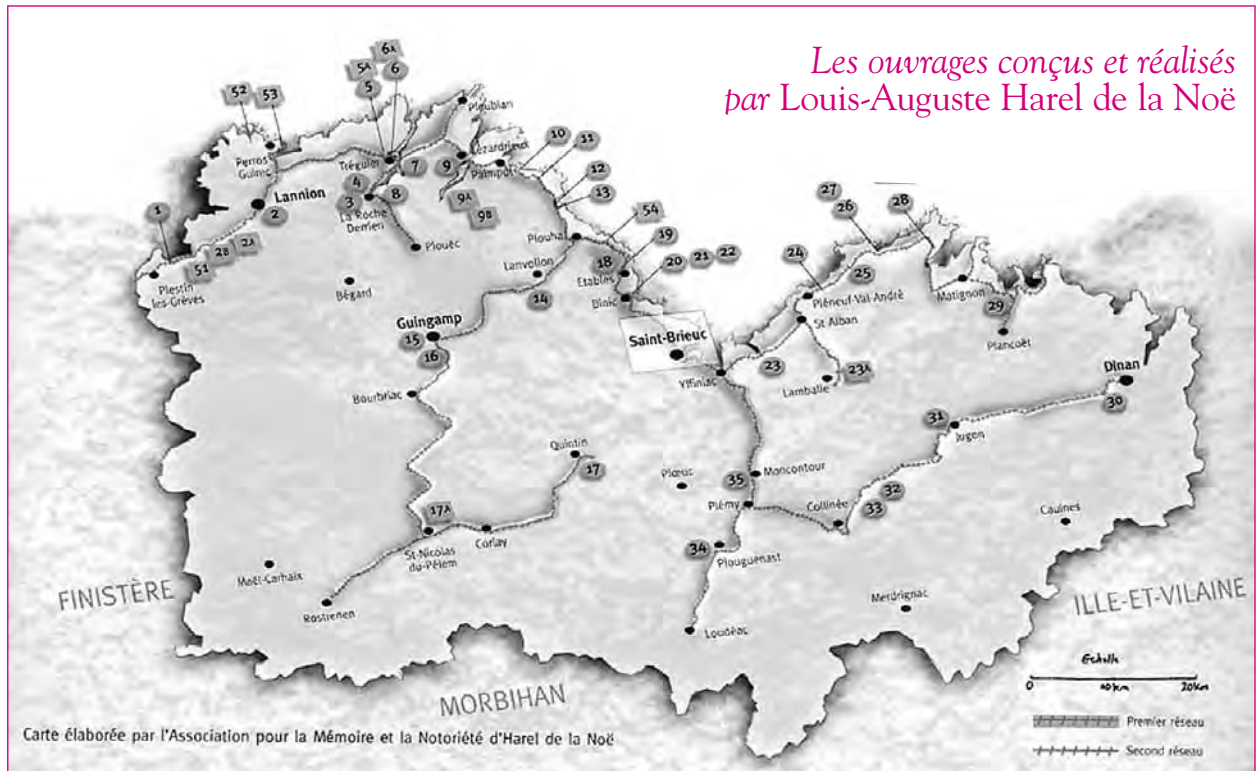 Les ouvrages conçus et réalisés
par Louis-Auguste Harel de la Noë
52
53
5A
6A
5
6
Ploubian
Perros
Guirec
Tréguier
7
Lézardrieux
9
Paimpol
10
11
12
13
4
3
8
La Roche
Derrien
9A
9B
Lannion
2
1
51
2B
2A
Plestin
les-Grèves
Plouëc
Bégard
Plouha
54
Lanvollon
14
18
19
Etables
20
21
22
Binic
Guingamp
15
16
Saint-Brieuc
Yffiniac
27
26
28
24
25
Pléneuf-Val-André
St Alban
Matignon
29
Plancoët
23
Lamballe
23A
Dinan
30
31
Jugon
Bourbriac
Quintin
17
Plœuc
35
Moncontour
Plémy
Collinée
32
33
Caulnes
17A
St-Nicolas
du-Pélem
Corlay
34
Plouguenast
Maël-Carhaix
Rostrenen
Merdrignac
Loudéac
FINISTÈRE
ILLE-ET-VILAINE
MORBIHAN
Echelle
0
10 km
20 km
Premier réseau
Second réseau
Carte élaborée par l'Association pour la Mémoire et la Notoriété d'Harel de la Noë